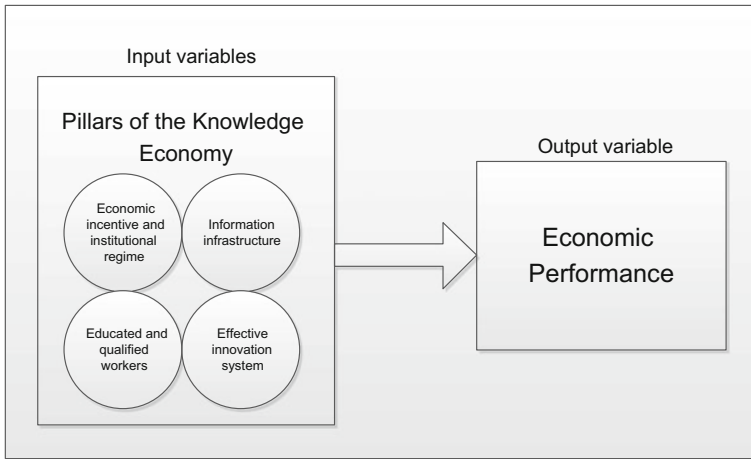 Input variables
Pillars of the Knowledge
Economy
Economic
incentive and
institutional
regime
Information
infrastructure
Educated and
qualified
workers
Effective
innovation
system
Output variable
Economic
Performance